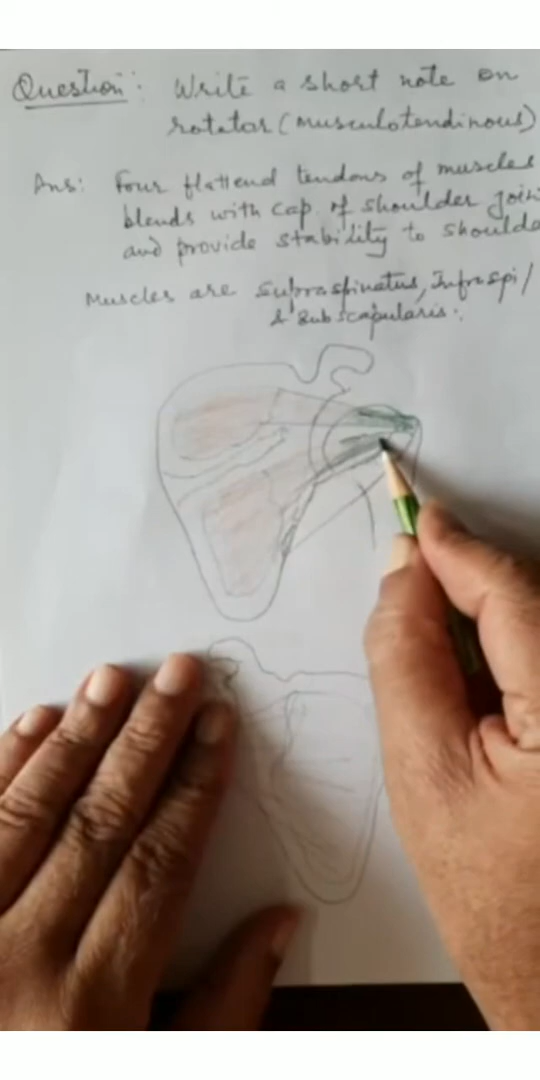 Question: Write a short note on
rotator (musculotendinous)
Ans: Four flattend tendons of muscles
blends with cap. of shoulder join
and provide stability to shoulde
Muscles are Supraspinatus, Infraspi/
& Subscapularis.